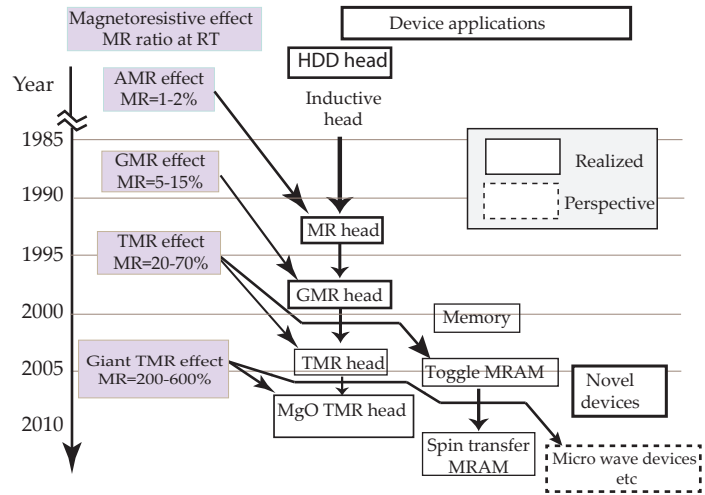 Magnetoresistive effect
MR ratio at RT
Device applications
HDD head
Year
AMR effect
MR=1-2%
Inductive
head
1985
Realized
GMR effect
MR=5-15%
1990
Perspective
MR head
TMR effect
MR=20-70%
1995
GMR head
2000
Memory
Giant TMR effect
MR=200-600%
TMR head
Toggle MRAM
2005
Novel
devices
MgO TMR head
2010
Spin transfer
MRAM
Micro wave devices
etc